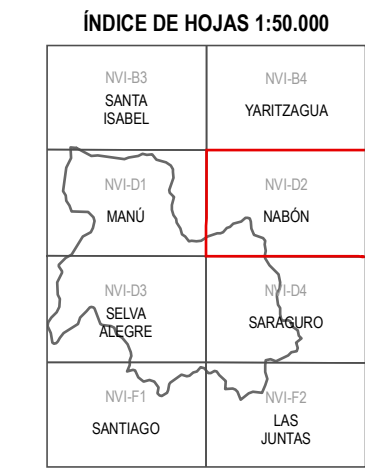 ÍNDICE DE HOJAS 1:50.000
NVI-B3
SANTA
ISABEL
NVI-B4
YARITZAGUA
NVI-D1
MANÚ
NVI-D2
NABÓN
NVI-D3
SELVA
ALEGRE
NVI-D4
SARAGURO
NVI-F1
SANTIAGO
NVI-F2
LAS
JUNTAS